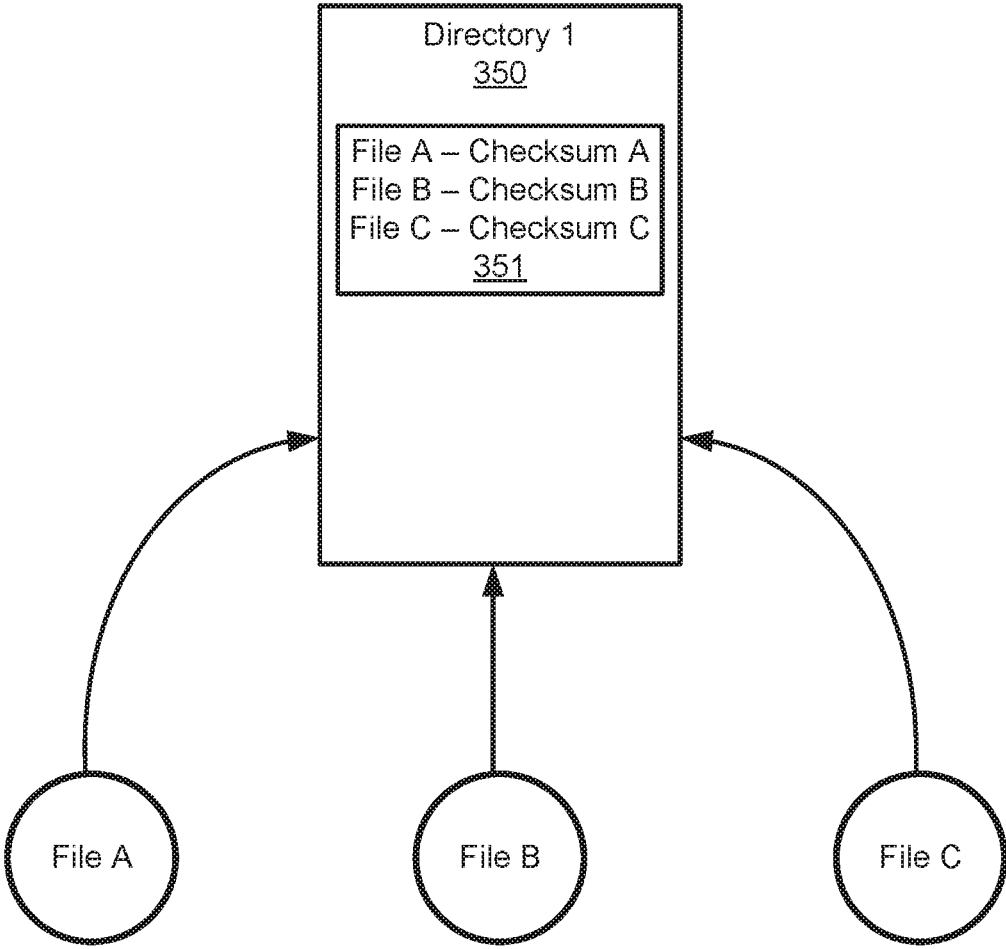 Directory 1
350
File A – Checksum A
File B – Checksum B
File C – Checksum C
351
File A
File B
File C